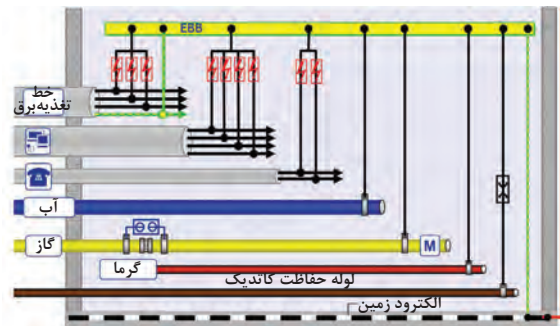 EBB
خط
تغذیه‌برق
آب
گاز
M
گرما
لوله حفاظت کاتدیک
الکترود زمین